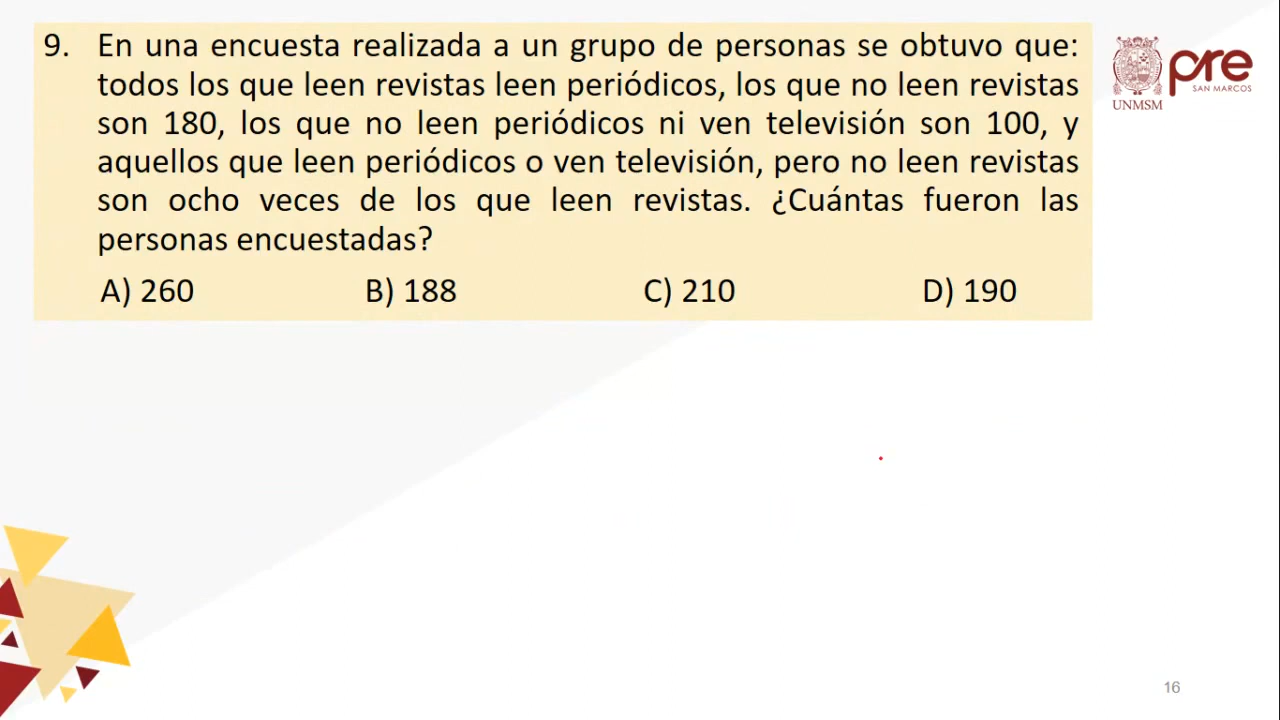 9. En una encuesta realizada a un grupo de personas se obtuvo que:
todos los que leen revistas leen periódicos, los que no leen revistas
son 180, los que no leen periódicos ni ven televisión son 100, y
aquellos que leen periódicos o ven televisión, pero no leen revistas
son ocho veces de los que leen revistas. ¿Cuántas fueron las
personas encuestadas?
A) 260 B) 188 C) 210 D) 190
UNMSM
pre
SAN MARCOS
16